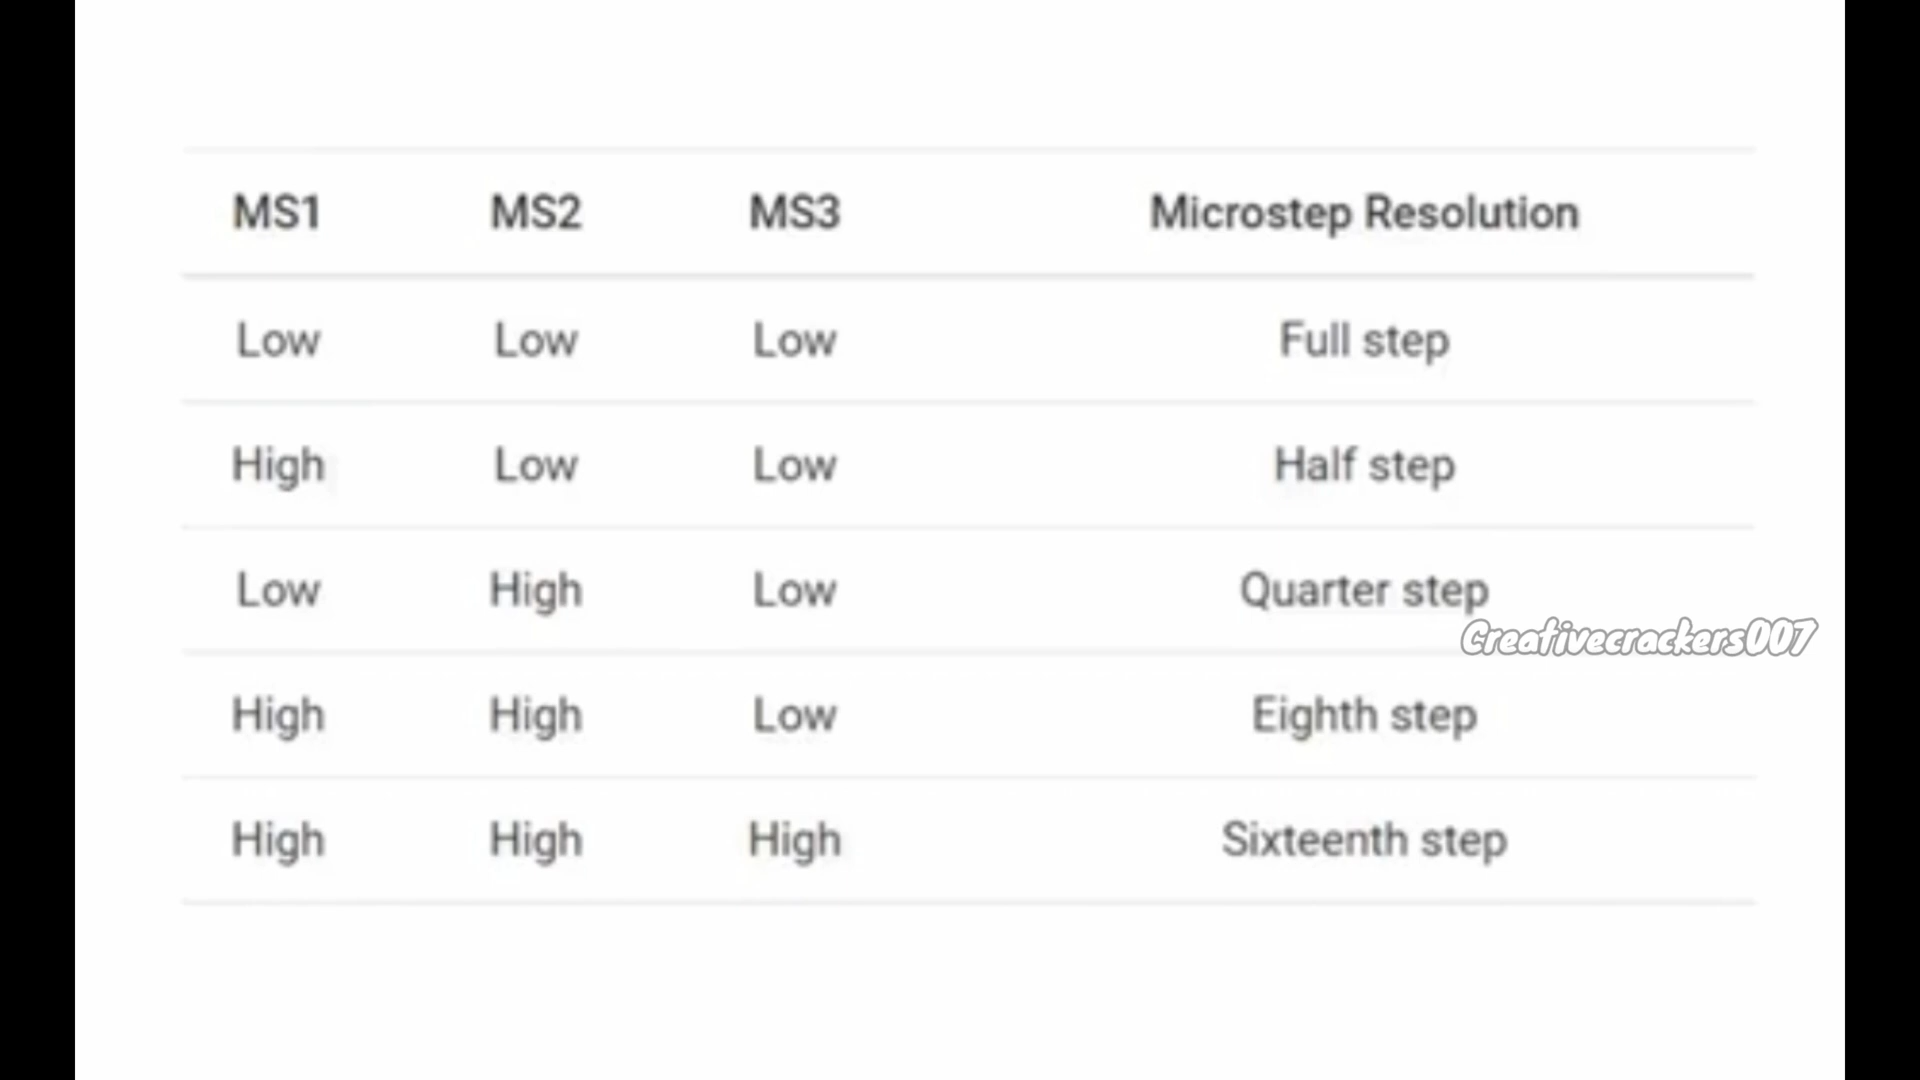 MS1 MS2 MS3 Microstep Resolution
Low Low Low Full step
High Low Low Half step
Low High Low Quarter step
Creativecrackers007
High High Low Eighth step
High High High Sixteenth step